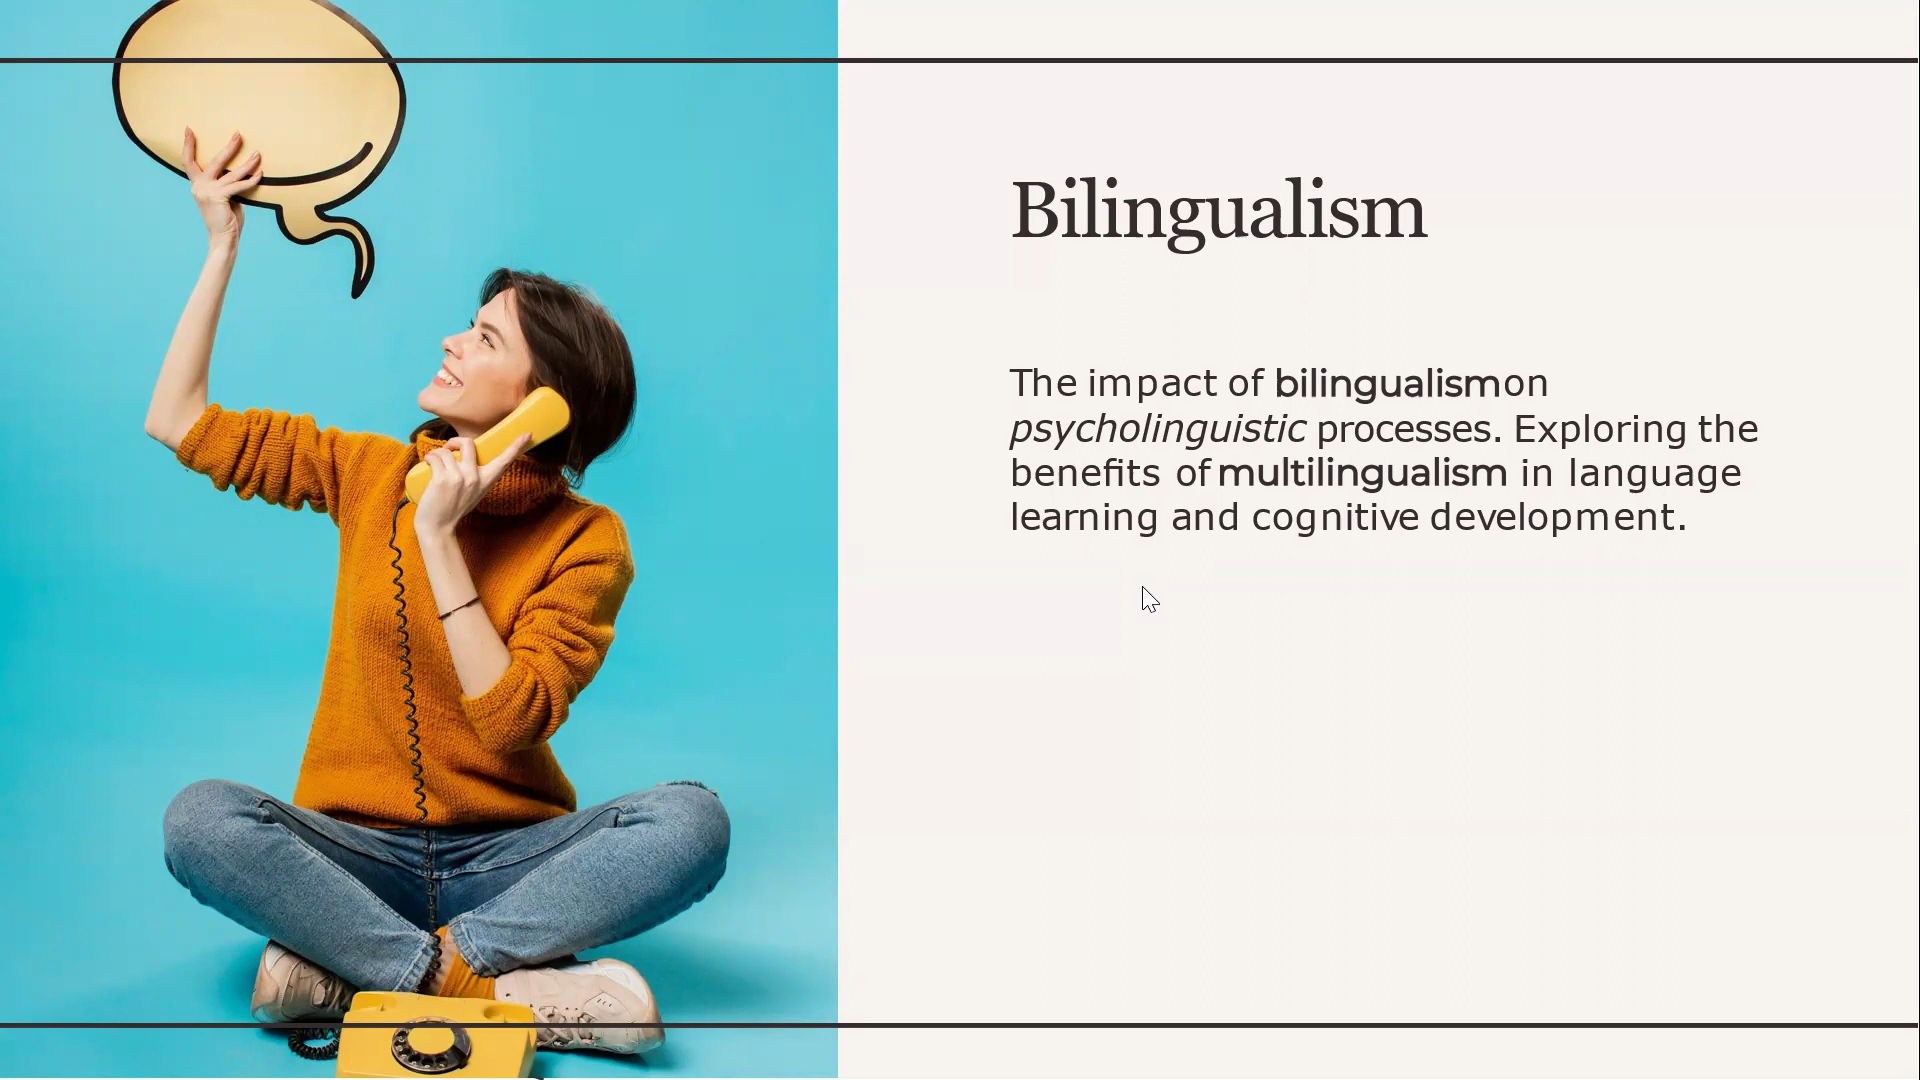 Bilingualism
The impact of bilingualismon
psycholinguistic processes. Exploring the
benefits of multilingualism in language
learning and cognitive development.